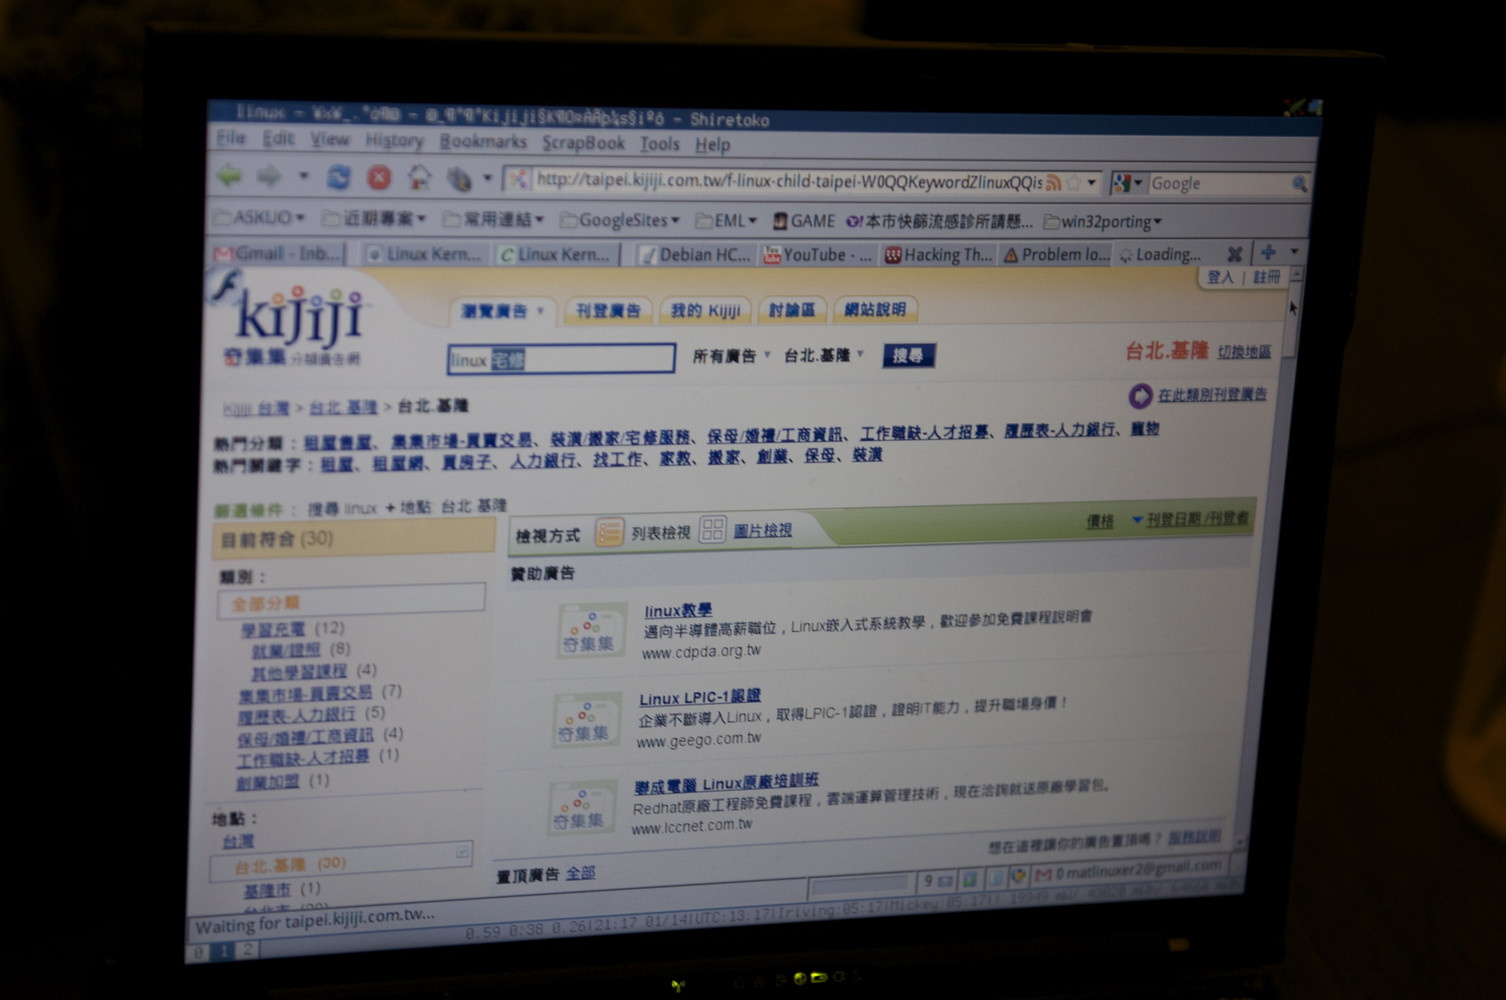 linux - Kijiji - Shiretoko
File Edit View History Bookmarks ScrapBook Tools Help
http://taipei.kijiji.com.tw/f-linux-child-taipei-W0QQKeywordZlinuxQQis Google
ASKUO 近期專案 常用連結 GoogleSites EML GAME 本市快篩流感診所請懸... win32porting
Gmail - Inb... Linux Kern... Linux Kern... Debian HC... YouTube - ... Hacking Th... Problem lo... Loading...
登入 | 註冊
kijiji
奇集集 分類廣告網
瀏覽廣告 刊登廣告 我的 Kijiji 討論區 網站說明
linux 宅修 所有廣告 台北.基隆 搜尋
台北.基隆 切換地區
Kijiji 台灣 > 台北 基隆 > 台北.基隆
在此類別刊登廣告
熱門分類：租屋售屋、集集市場-買賣交易、裝潢/搬家/宅修服務、保母/婚禮/工商資訊、工作職缺-人才招募、履歷表-人力銀行、寵物
熱門關鍵字：租屋、租屋網、買房子、人力銀行、找工作、家教、搬家、創業、保母、裝潢
篩選條件： 搜尋 linux + 地點: 台北 基隆
目前符合 (30)
檢視方式 列表檢視 圖片檢視 價格 刊登日期/刊登者
類別：
全部分類
學習充電 (12)
就業/證照 (8)
其他學習課程 (4)
集集市場-買賣交易 (7)
履歷表-人力銀行 (5)
保母/婚禮/工商資訊 (4)
工作職缺-人才招募 (1)
創業加盟 (1)
地點：
台灣
台北.基隆 (30)
基隆市 (1)
贊助廣告
奇集集
linux教學
邁向半導體高薪職位，Linux嵌入式系統教學，歡迎參加免費課程說明會
www.cdpda.org.tw
奇集集
Linux LPIC-1認證
企業不斷導入Linux，取得LPIC-1認證，證明IT能力，提升職場身價！
www.geego.com.tw
奇集集
聯成電腦 Linux原廠培訓班
Redhat原廠工程師免費課程，雲端運算管理技術，現在洽詢就送原廠學習包。
www.lccnet.com.tw
想在這裡讓你的廣告置頂嗎？ 服務說明
置頂廣告 全部
Waiting for taipei.kijiji.com.tw...
9 0 matlinuxer2@gmail.com
0.59 0.38 0.26|21:17 01/14|UTC:13:17|Iriving:05:17|Mickey:05:17|
0 1 2